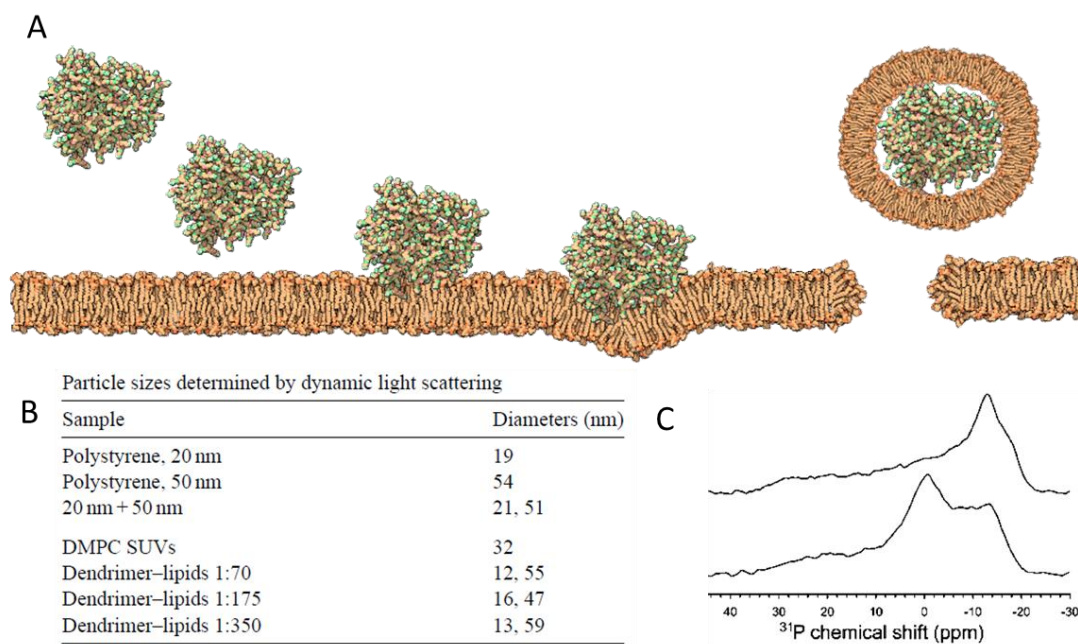 A
Particle sizes determined by dynamic light scattering
B
Sample Diameters (nm)
Polystyrene, 20 nm 19
Polystyrene, 50 nm 54
20 nm + 50 nm 21, 51
DMPC SUVs 32
Dendrimer–lipids 1:70 12, 55
Dendrimer–lipids 1:175 16, 47
Dendrimer–lipids 1:350 13, 59
C
40 20 10 0 -10 -20 -30
³¹P chemical shift (ppm)